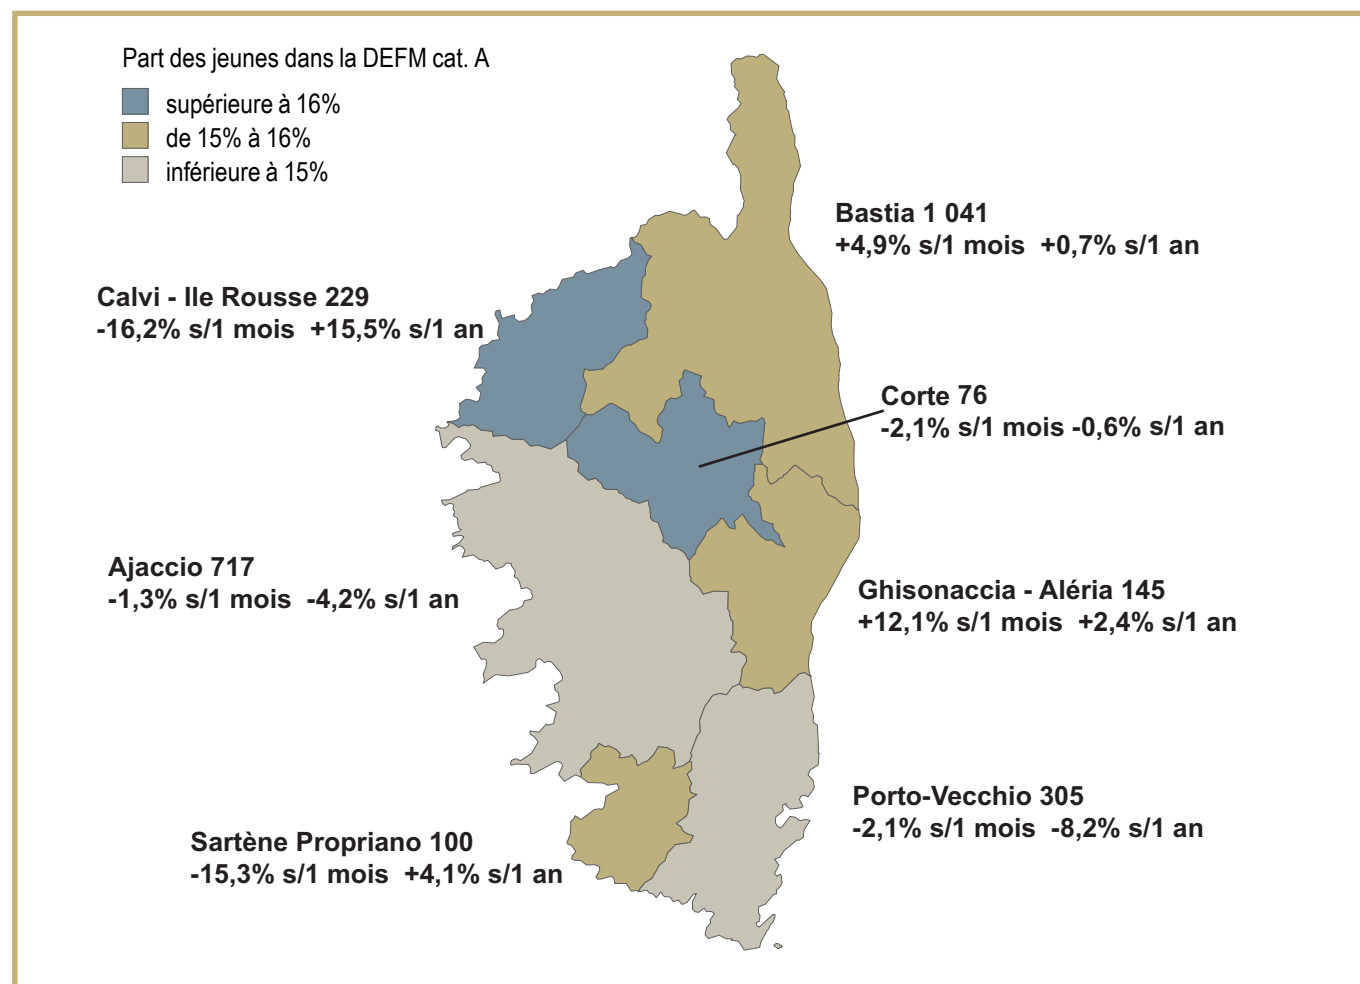 Part des jeunes dans la DEFM cat. A
supérieure à 16%
de 15% à 16%
inférieure à 15%
Bastia 1 041
+4,9% s/1 mois +0,7% s/1 an
Calvi - Ile Rousse 229
-16,2% s/1 mois +15,5% s/1 an
Corte 76
-2,1% s/1 mois -0,6% s/1 an
Ajaccio 717
-1,3% s/1 mois -4,2% s/1 an
Ghisonaccia - Aléria 145
+12,1% s/1 mois +2,4% s/1 an
Porto-Vecchio 305
-2,1% s/1 mois -8,2% s/1 an
Sartène Propriano 100
-15,3% s/1 mois +4,1% s/1 an